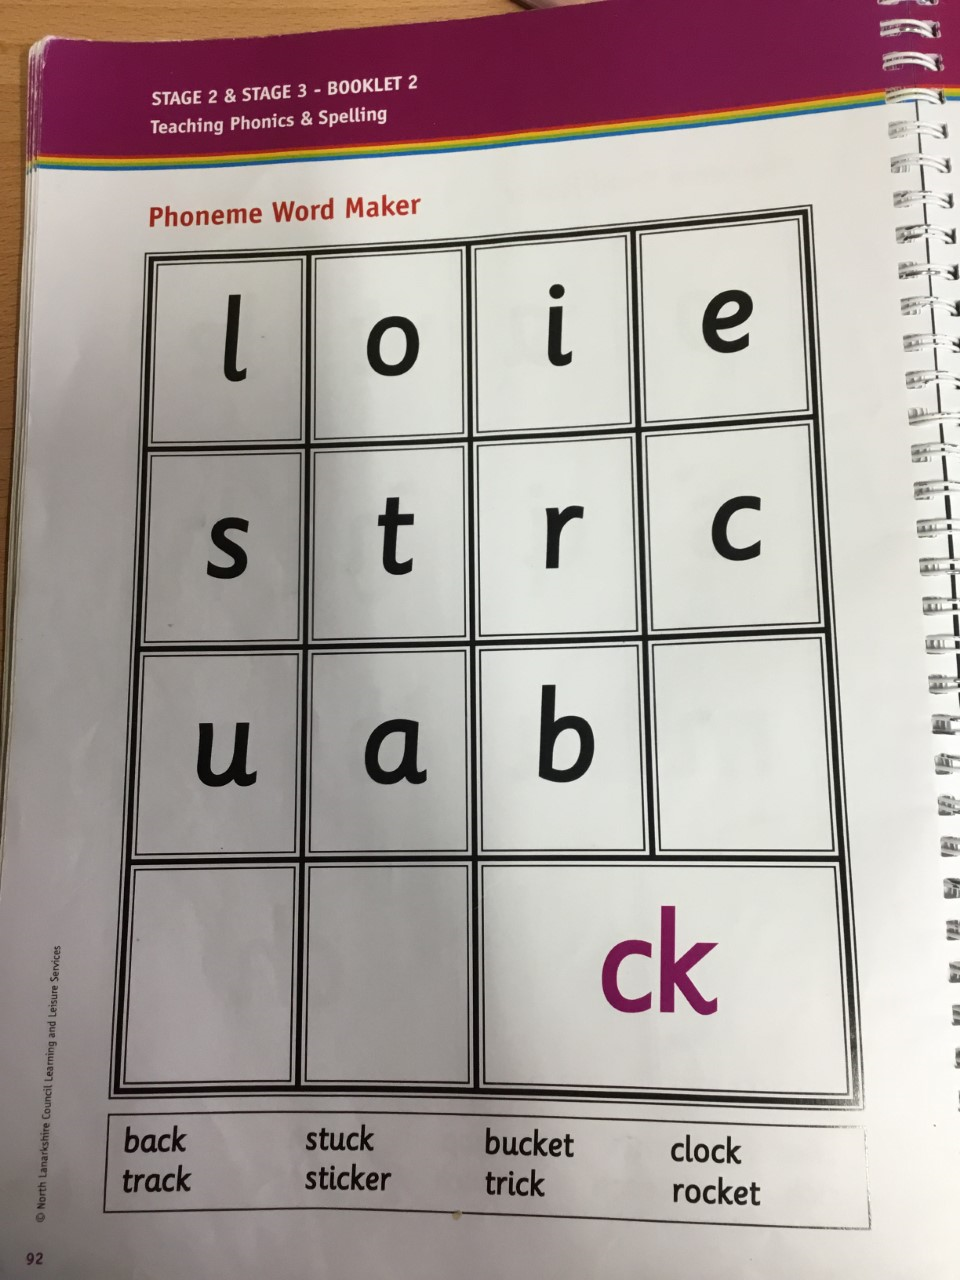 STAGE 2 & STAGE 3 - BOOKLET 2
Teaching Phonics & Spelling
Phoneme Word Maker
l o i e
s t r c
u a b
ck
back stuck bucket clock
track sticker trick rocket
© North Lanarkshire Council Learning and Leisure Services
92